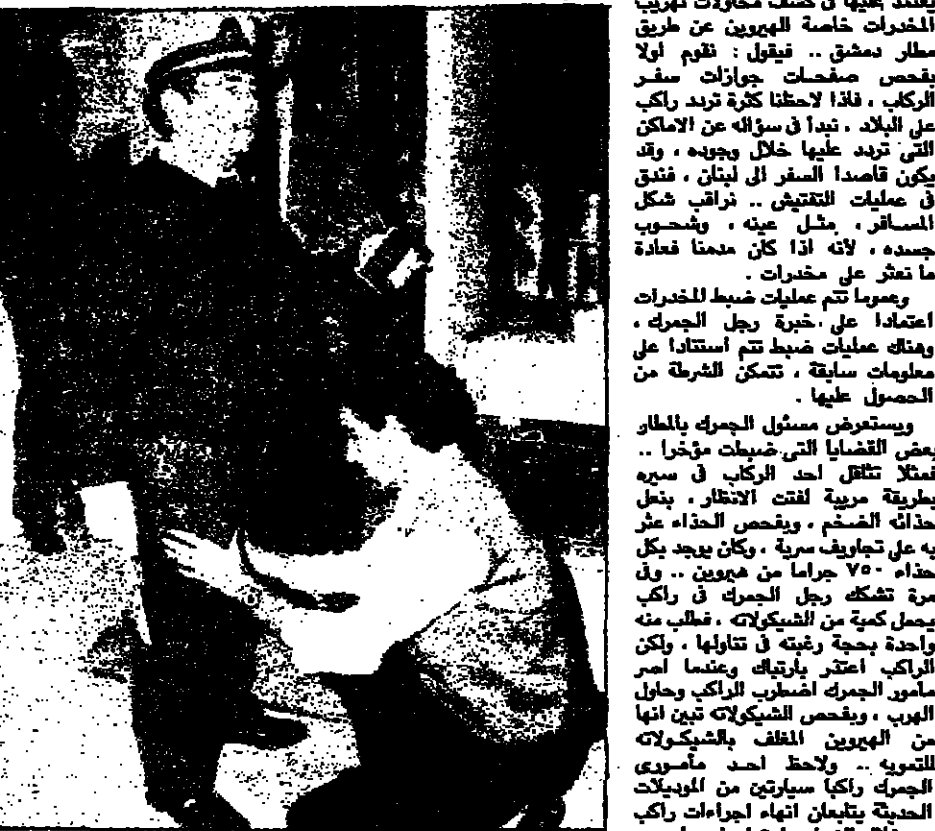 يعتمد عليها فى كشف محاولات تهريب
المخدرات خاصة الهيروين عن طريق
مطار دمشق .. فيقول : نقوم اولا
بفحص صفحات جوازات سفر
الركاب ، فاذا لاحظنا كثرة تردد راكب
على البلاد ، نبدأ فى سؤاله عن الاماكن
التى تردد عليها خلال وجوده ، وقد
يكون قاصدا السفر الى لبنان ، فندق
فى عمليات التفتيش .. نراقب شكل
المسافر ، مثل عينه ، وشحوب
جسده ، لأنه اذا كان مدمنا فعادة
ما نعثر على مخدرات .
وعموما تتم عمليات ضبط المخدرات
اعتمادا على خبرة رجل الجمرك ،
وهناك عمليات ضبط تتم استنادا على
معلومات سابقة ، تتمكن الشرطة من
الحصول عليها .
ويستعرض مسئول الجمرك بالمطار
بعض القضايا التى ضبطت مؤخرا ..
فمثلا تثاقل احد الركاب فى سيره
بطريقة مريبة لفتت الانتظار ، بنعل
حذائه الضخم ، وبفحص الحذاء عثر
به على تجاويف سرية ، وكان يوجد بكل
حذاء ٧٥٠ جراما من هيروين .. وفى
مرة تشكك رجل الجمرك فى راكب
يحمل كمية من الشيكولاته ، فطلب منه
واحدة بحجة رغبته فى تناولها ، ولكن
الراكب اعتذر بارتباك وعندما اصر
مأمور الجمرك اضطرب الراكب وحاول
الهرب ، وبفحص الشيكولاته تبين انها
من الهيروين المغلف بالشيكولاته
للتمويه .. ولاحظ احد مأمورى
الجمرك راكبا سيارتين من الموديلات
الحديثة يتابعان انهاء اجراءات راكب